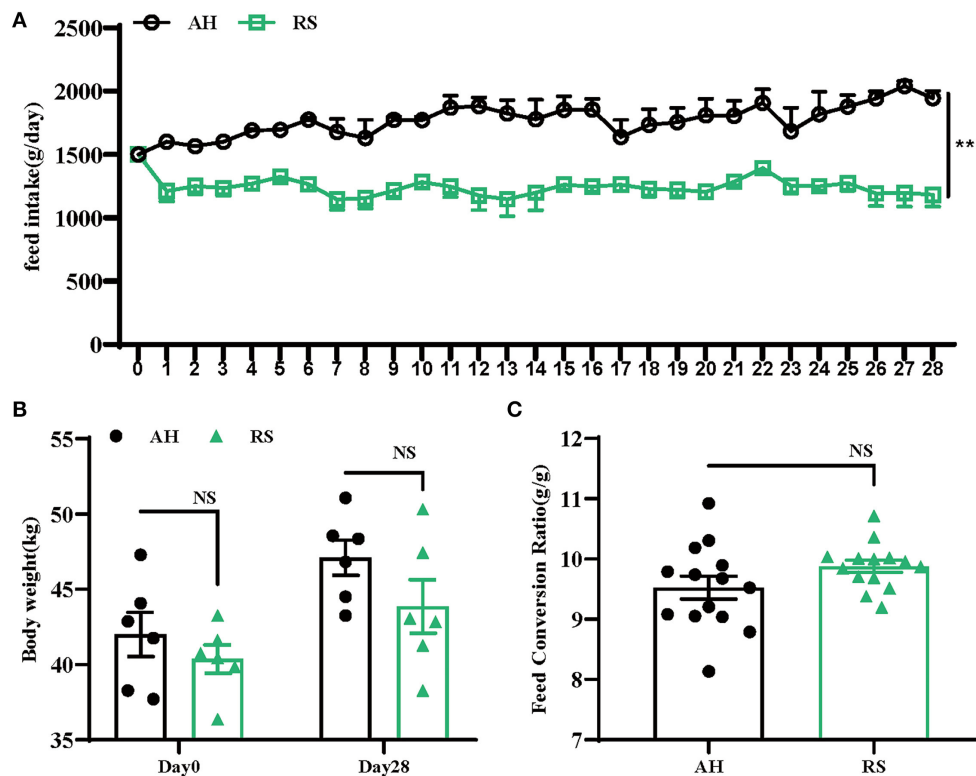 A
AH RS
feed intake(g/day)
2500
2000
1500
1000
500
0
**
0 1 2 3 4 5 6 7 8 9 10 11 12 13 14 15 16 17 18 19 20 21 22 23 24 25 26 27 28
B
AH RS
Body weight(kg)
55
50
45
40
35
NS
NS
Day0 Day28
C
Feed Conversion Ratio(g/g)
12
11
10
9
8
7
NS
AH RS